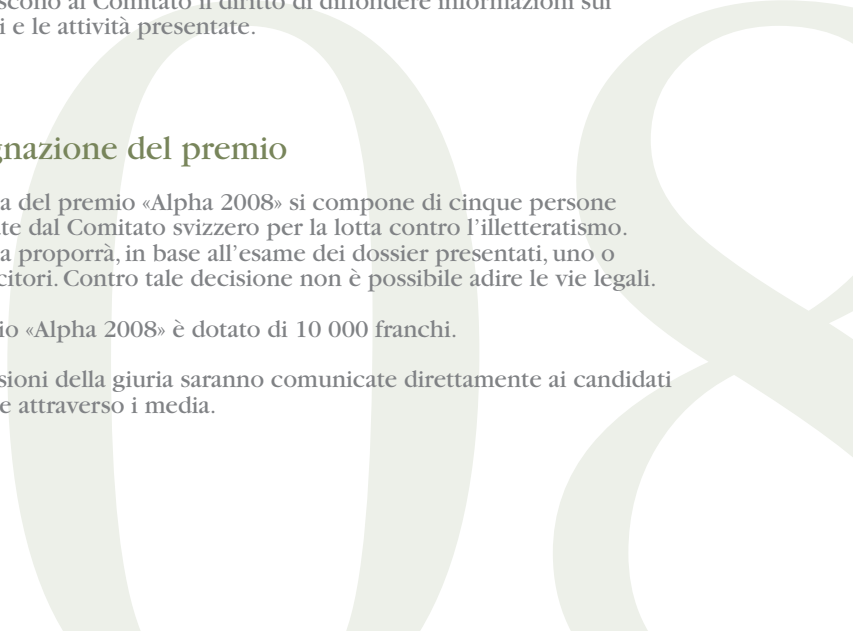 scono al Comitato il diritto di diffondere informazioni sui
i e le attività presentate.
gnazione del premio
a del premio «Alpha 2008» si compone di cinque persone
te dal Comitato svizzero per la lotta contro l'illetteratismo.
a proporrà, in base all'esame dei dossier presentati, uno o
citori. Contro tale decisione non è possibile adire le vie legali.
io «Alpha 2008» è dotato di 10 000 franchi.
sioni della giuria saranno comunicate direttamente ai candidati
e attraverso i media.
08